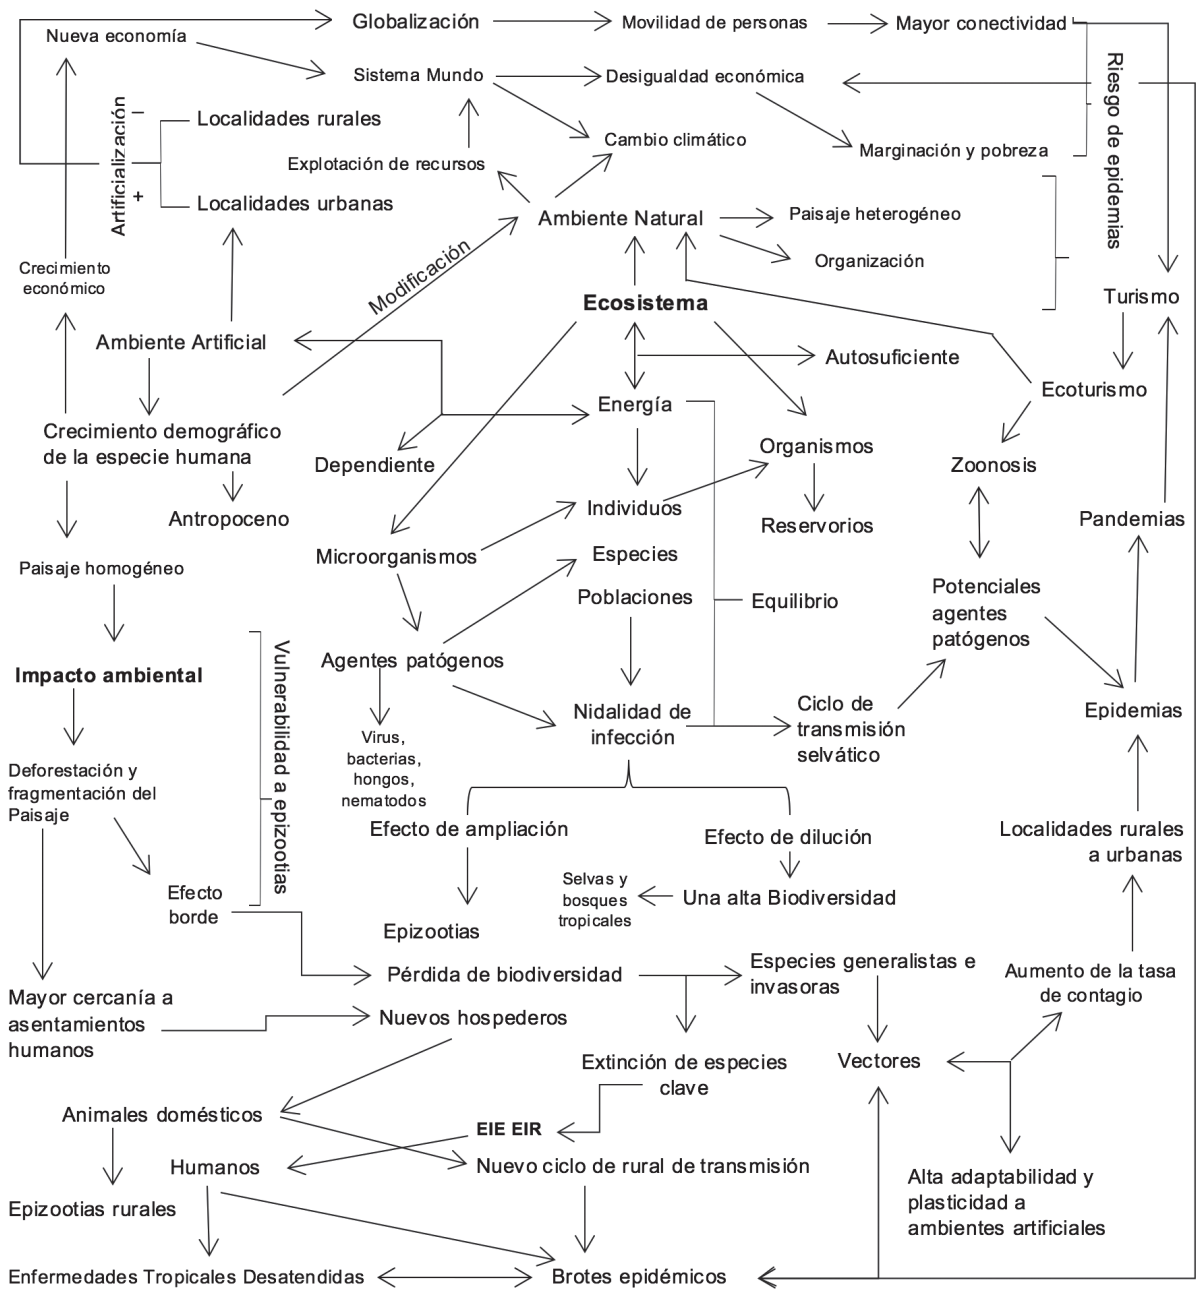 Globalización
Movilidad de personas
Mayor conectividad
Nueva economía
Sistema Mundo
Desigualdad económica
Riesgo de epidemias
Artificialización
−
+
Localidades rurales
Cambio climático
Marginación y pobreza
Explotación de recursos
Localidades urbanas
Ambiente Natural
Paisaje heterogéneo
Organización
Crecimiento
económico
Modificación
Ecosistema
Turismo
Ambiente Artificial
Autosuficiente
Ecoturismo
Energía
Crecimiento demográfico
de la especie humana
Dependiente
Organismos
Zoonosis
Antropoceno
Individuos
Reservorios
Pandemias
Microorganismos
Especies
Paisaje homogéneo
Poblaciones
Equilibrio
Potenciales
agentes
patógenos
Agentes patógenos
Impacto ambiental
Vulnerabilidad a epizootias
Nidalidad de
infección
Ciclo de
transmisión
selvático
Epidemias
Virus,
bacterias,
hongos,
nematodos
Deforestación y
fragmentación del
Paisaje
Efecto de ampliación
Efecto de dilución
Localidades rurales
a urbanas
Efecto
borde
Selvas y
bosques
tropicales
Una alta Biodiversidad
Epizootias
Pérdida de biodiversidad
Especies generalistas e
invasoras
Aumento de la tasa
de contagio
Mayor cercanía a
asentamientos
humanos
Nuevos hospederos
Extinción de especies
clave
Vectores
Animales domésticos
EIE EIR
Humanos
Nuevo ciclo de rural de transmisión
Alta adaptabilidad y
plasticidad a
ambientes artificiales
Epizootias rurales
Enfermedades Tropicales Desatendidas
Brotes epidémicos